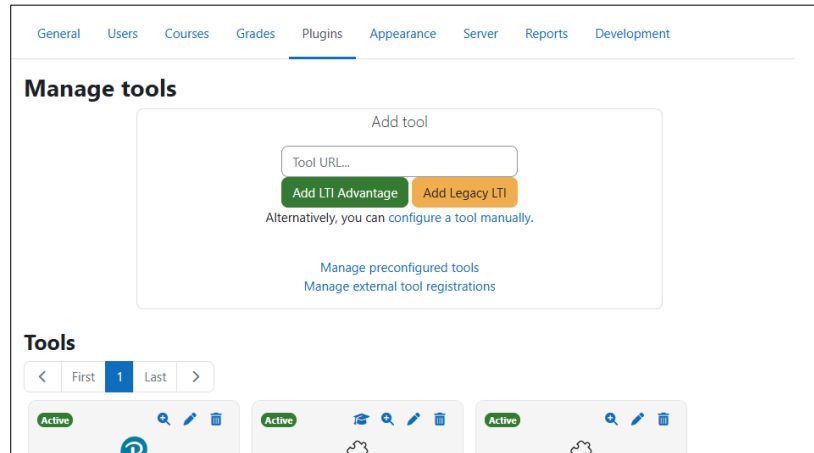 General Users Courses Grades Plugins Appearance Server Reports Development
Manage tools
Add tool
Tool URL...
Add LTI Advantage Add Legacy LTI
Alternatively, you can configure a tool manually.
Manage preconfigured tools
Manage external tool registrations
Tools
First 1 Last
Active Active Active